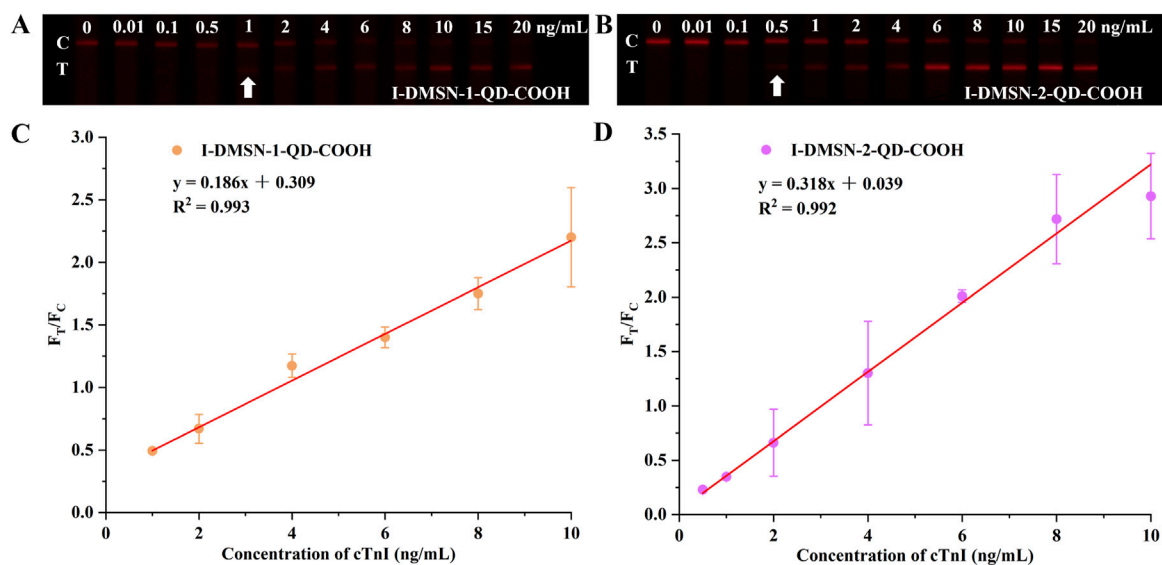 A
0 0.01 0.1 0.5 1 2 4 6 8 10 15 20 ng/mL
C
T
I-DMSN-1-QD-COOH
B
0 0.01 0.1 0.5 1 2 4 6 8 10 15 20 ng/mL
C
T
I-DMSN-2-QD-COOH
C
I-DMSN-1-QD-COOH
y = 0.186x + 0.309
R² = 0.993
3.0
2.5
2.0
1.5
1.0
0.5
0.0
F_T/F_C
0 2 4 6 8 10
Concentration of cTnI (ng/mL)
D
I-DMSN-2-QD-COOH
y = 0.318x + 0.039
R² = 0.992
3.5
3.0
2.5
2.0
1.5
1.0
0.5
0.0
F_T/F_C
0 2 4 6 8 10
Concentration of cTnI (ng/mL)